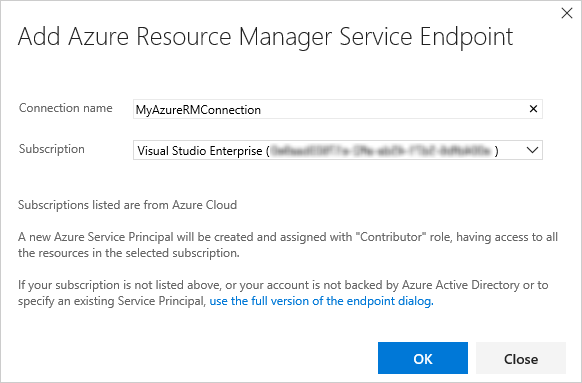 Add Azure Resource Manager Service Endpoint
Connection name MyAzureRMConnection
Subscription Visual Studio Enterprise ( )
Subscriptions listed are from Azure Cloud
A new Azure Service Principal will be created and assigned with "Contributor" role, having access to all
the resources in the selected subscription.
If your subscription is not listed above, or your account is not backed by Azure Active Directory or to
specify an existing Service Principal, use the full version of the endpoint dialog.
OK Close